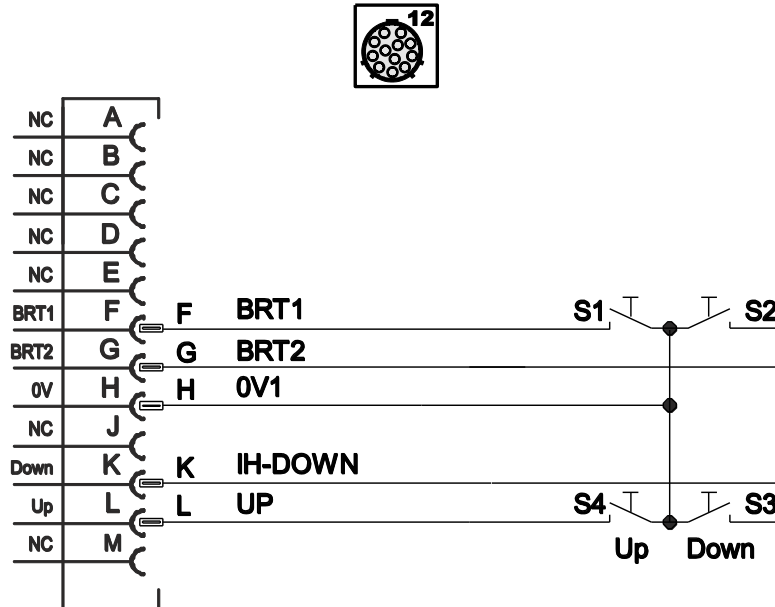 12
NC A
NC B
NC C
NC D
NC E
BRT1 F F BRT1 S1 S2
BRT2 G G BRT2
0V H H 0V1
NC J
Down K K IH-DOWN
Up L L UP S4 S3
NC M Up Down